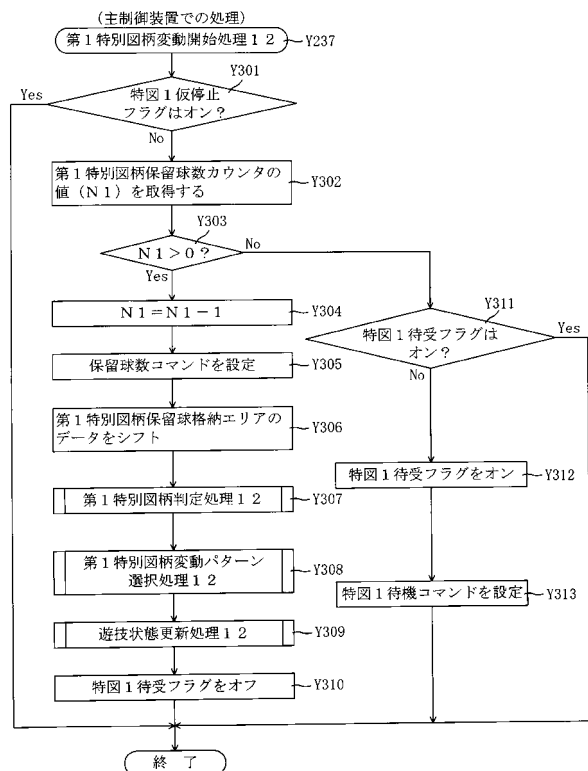 (主制御装置での処理)
第1特別図柄変動開始処理12
Y237
Y301
Yes
特図1仮停止
フラグはオン?
No
第1特別図柄保留球数カウンタの
値(N1)を取得する
Y302
Y303
N1>0?
No
Yes
N1=N1-1
Y304
Y311
特図1待受フラグは
オン?
Yes
No
保留球数コマンドを設定
Y305
第1特別図柄保留球格納エリアの
データをシフト
Y306
特図1待受フラグをオン
Y312
第1特別図柄判定処理12
Y307
第1特別図柄変動パターン
選択処理12
Y308
特図1待機コマンドを設定
Y313
遊技状態更新処理12
Y309
特図1待受フラグをオフ
Y310
終 了